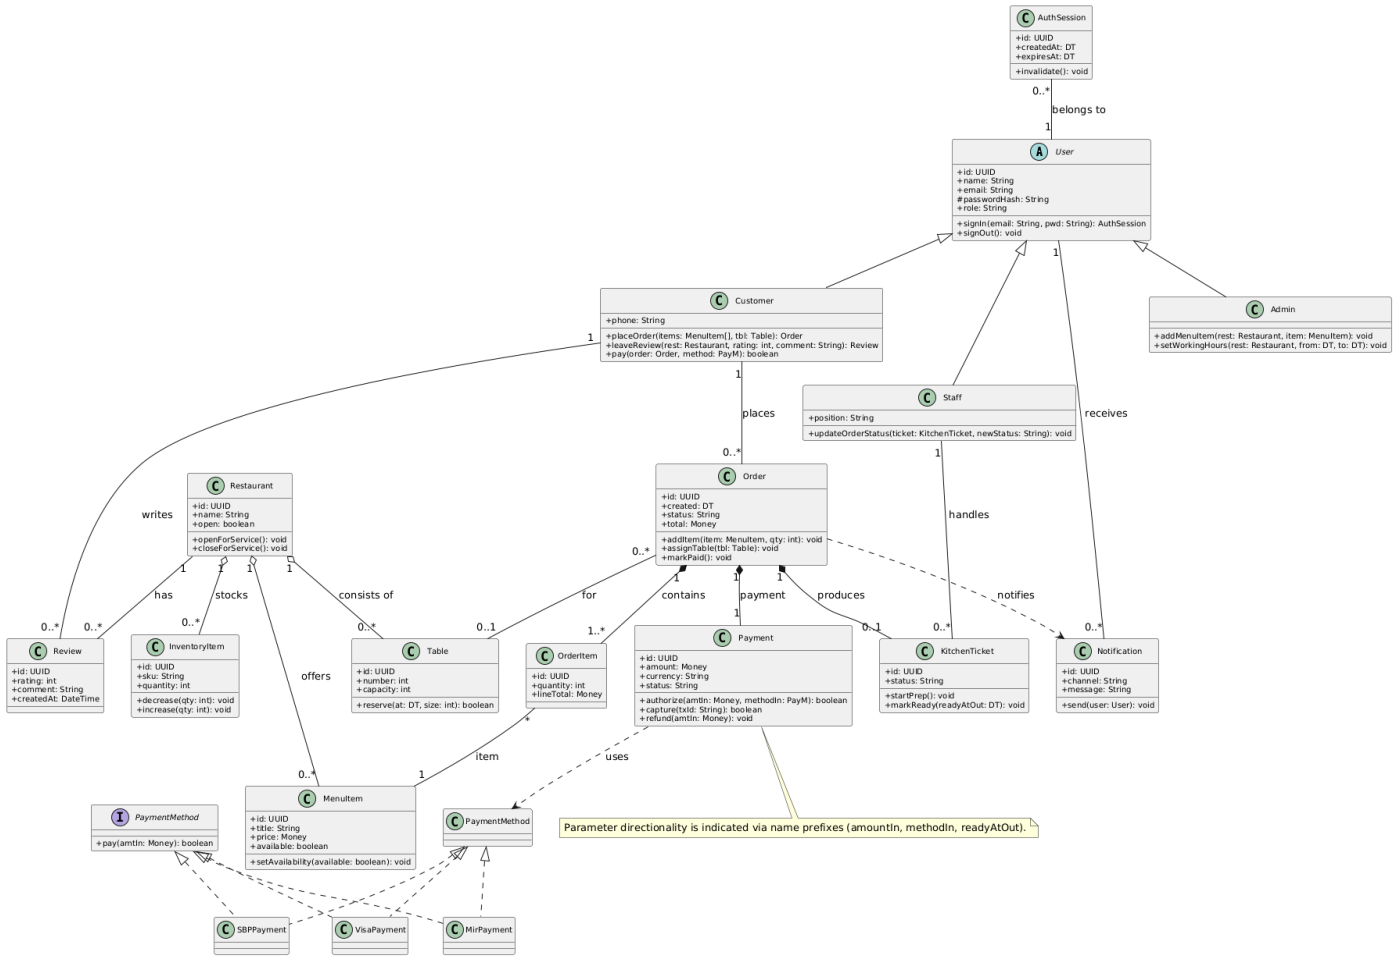 C AuthSession
+id: UUID
+createdAt: DT
+expiresAt: DT
+invalidate(): void
0..*
belongs to
1
A User
+id: UUID
+name: String
+email: String
#passwordHash: String
+role: String
+signIn(email: String, pwd: String): AuthSession
+signOut(): void
1
C Customer
+phone: String
+placeOrder(items: MenuItem[], tbl: Table): Order
+leaveReview(rest: Restaurant, rating: int, comment: String): Review
+pay(order: Order, method: PayM): boolean
1
1
C Admin
+addMenuItem(rest: Restaurant, item: MenuItem): void
+setWorkingHours(rest: Restaurant, from: DT, to: DT): void
C Staff
+position: String
+updateOrderStatus(ticket: KitchenTicket, newStatus: String): void
1
places
receives
0..*
C Restaurant
+id: UUID
+name: String
+open: boolean
+openForService(): void
+closeForService(): void
1
1
1
1
C Order
+id: UUID
+created: DT
+status: String
+total: Money
+addItem(item: MenuItem, qty: int): void
+assignTable(tbl: Table): void
+markPaid(): void
0..*
1
1
1
writes
handles
has
stocks
consists of
for
contains
payment
produces
notifies
0..*
0..*
0..*
0..*
0..1
1..*
1
0..1
0..*
0..*
C Review
+id: UUID
+rating: int
+comment: String
+createdAt: DateTime
C InventoryItem
+id: UUID
+sku: String
+quantity: int
+decrease(qty: int): void
+increase(qty: int): void
C Table
+id: UUID
+number: int
+capacity: int
+reserve(at: DT, size: int): boolean
C OrderItem
+id: UUID
+quantity: int
+lineTotal: Money
C Payment
+id: UUID
+amount: Money
+currency: String
+status: String
+authorize(amtIn: Money, methodIn: PayM): boolean
+capture(txId: String): boolean
+refund(amtIn: Money): void
C KitchenTicket
+id: UUID
+status: String
+startPrep(): void
+markReady(readyAtOut: DT): void
C Notification
+id: UUID
+channel: String
+message: String
+send(user: User): void
offers
*
item
uses
0..*
1
I PaymentMethod
+pay(amtIn: Money): boolean
C MenuItem
+id: UUID
+title: String
+price: Money
+available: boolean
+setAvailability(available: boolean): void
C PaymentMethod
Parameter directionality is indicated via name prefixes (amountIn, methodIn, readyAtOut).
C SBPPayment
C VisaPayment
C MirPayment